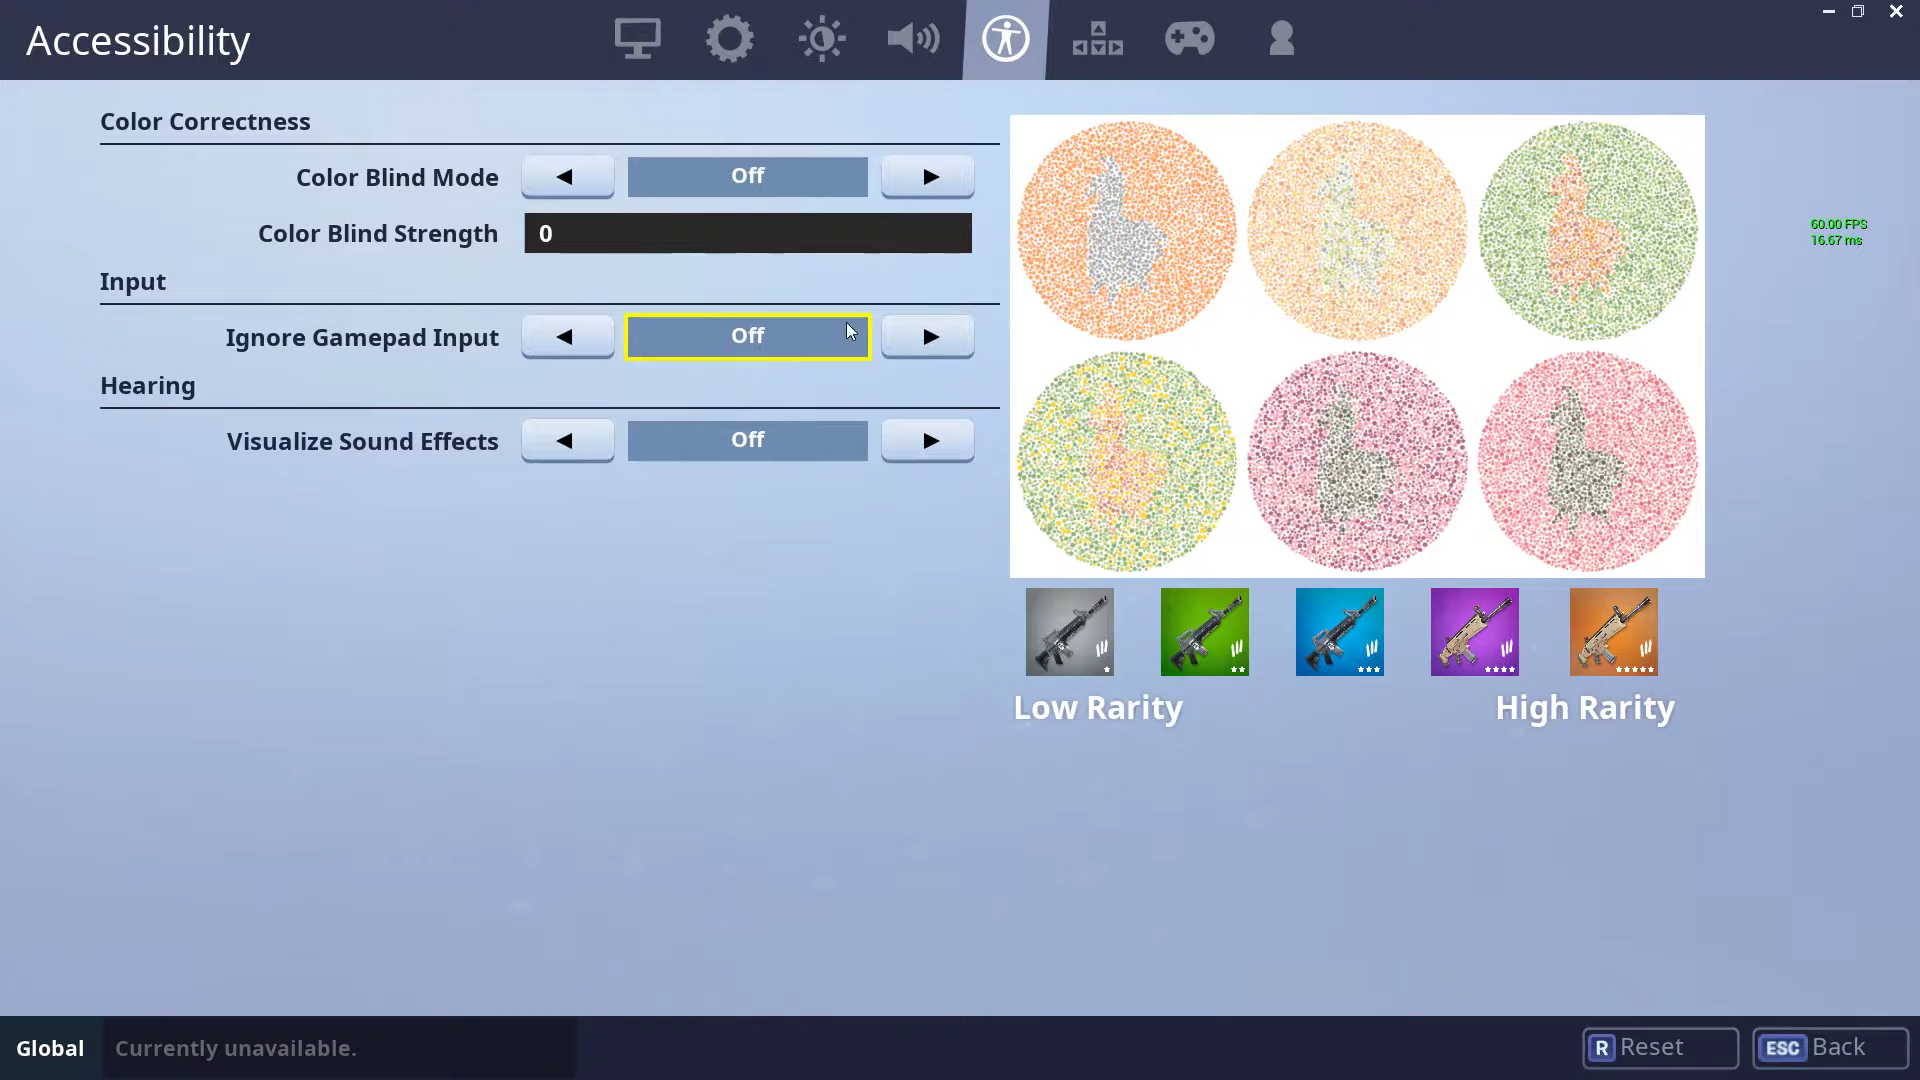 Accessibility
Color Correctness
Color Blind Mode
Off
Color Blind Strength
0
Input
Ignore Gamepad Input
Off
Hearing
Visualize Sound Effects
Off
60.00 FPS
16.67 ms
Low Rarity
High Rarity
Global
Currently unavailable.
R Reset
ESC Back